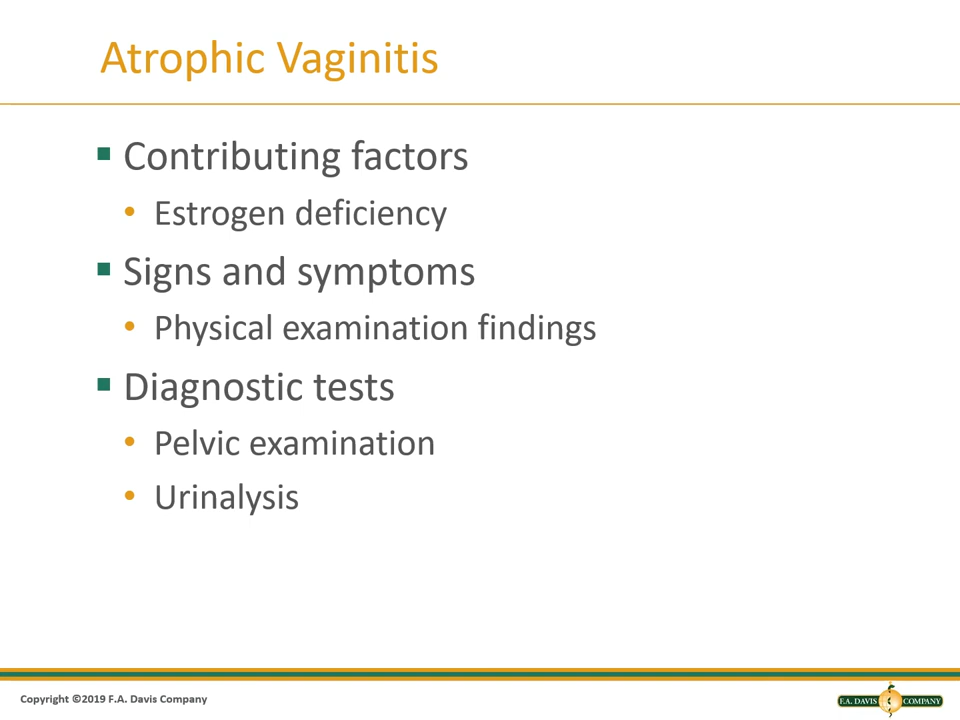 Atrophic Vaginitis
Contributing factors
Estrogen deficiency
Signs and symptoms
Physical examination findings
Diagnostic tests
Pelvic examination
Urinalysis
Copyright ©2019 F.A. Davis Company
F.A. DAVIS COMPANY